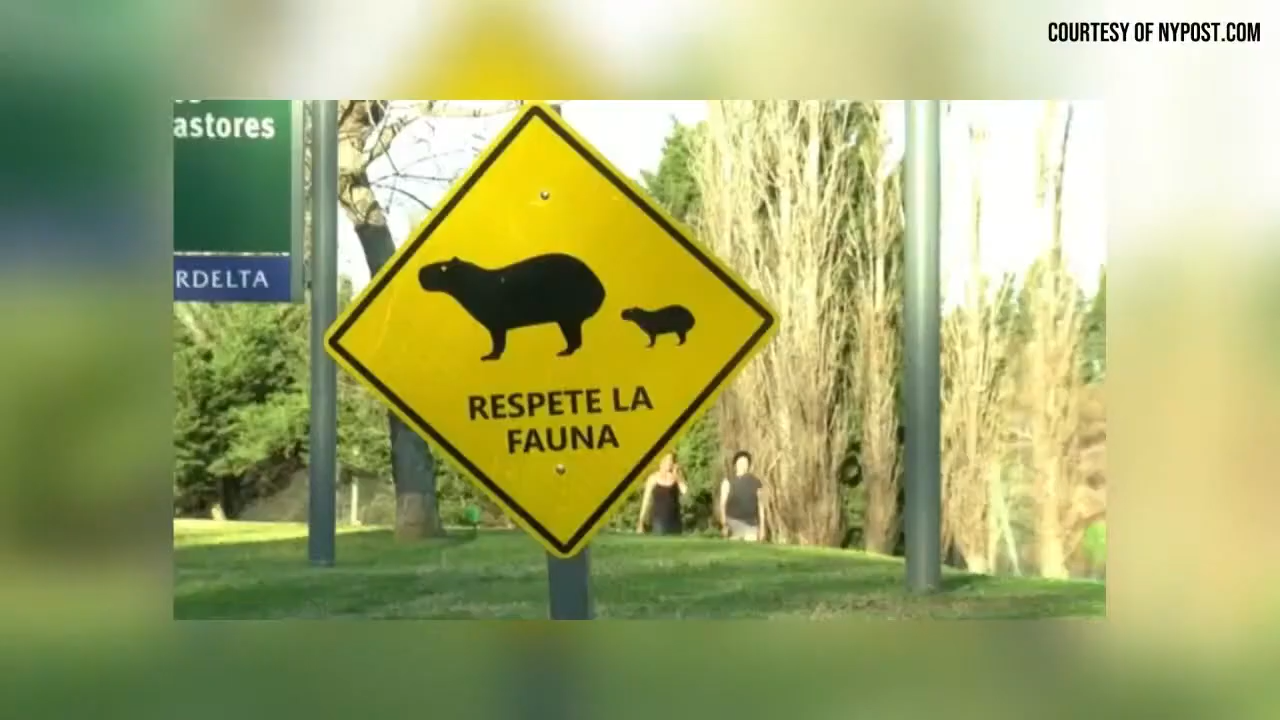 COURTESY OF NYPOST.COM
astores
RDELTA
RESPETE LA
FAUNA